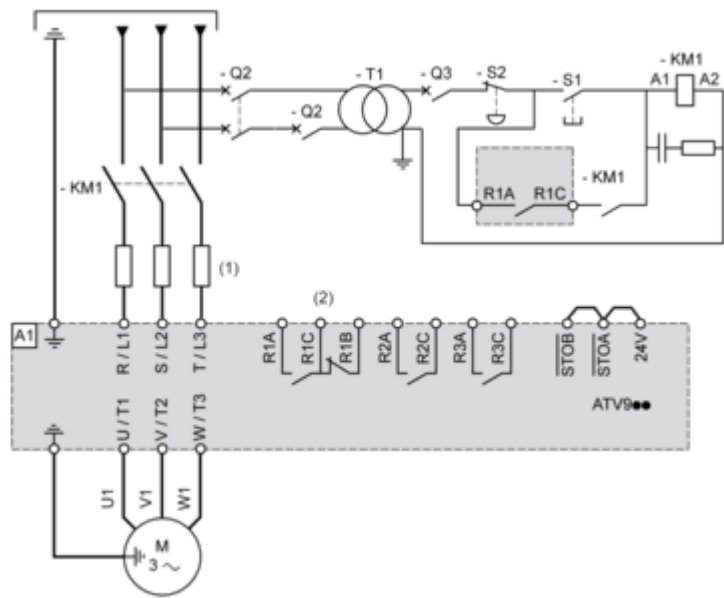 - Q2
- T1
- Q3
- S2
- S1
- KM1
A1 A2
- Q2
- KM1
R1A R1C
- KM1
(1)
(2)
A1
R / L1
S / L2
T / L3
R1A
R1C
R1B
R2A
R2C
R3A
R3C
STOB
STOA
24V
ATV9●●
U / T1
V / T2
W / T3
U1
V1
W1
M
3 ~